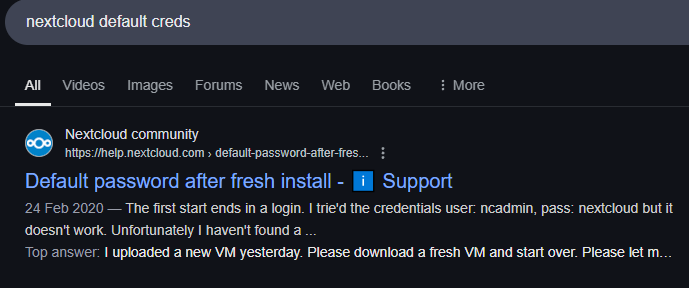 nextcloud default creds
All Videos Images Forums News Web Books ⋮ More
Nextcloud community
https://help.nextcloud.com › default-password-after-fres... ⋮
Default password after fresh install - ℹ️ Support
24 Feb 2020 — The first start ends in a login. I trie'd the credentials user: ncadmin, pass: nextcloud but it
doesn't work. Unfortunately I haven't found a ...
Top answer: I uploaded a new VM yesterday. Please download a fresh VM and start over. Please let m...